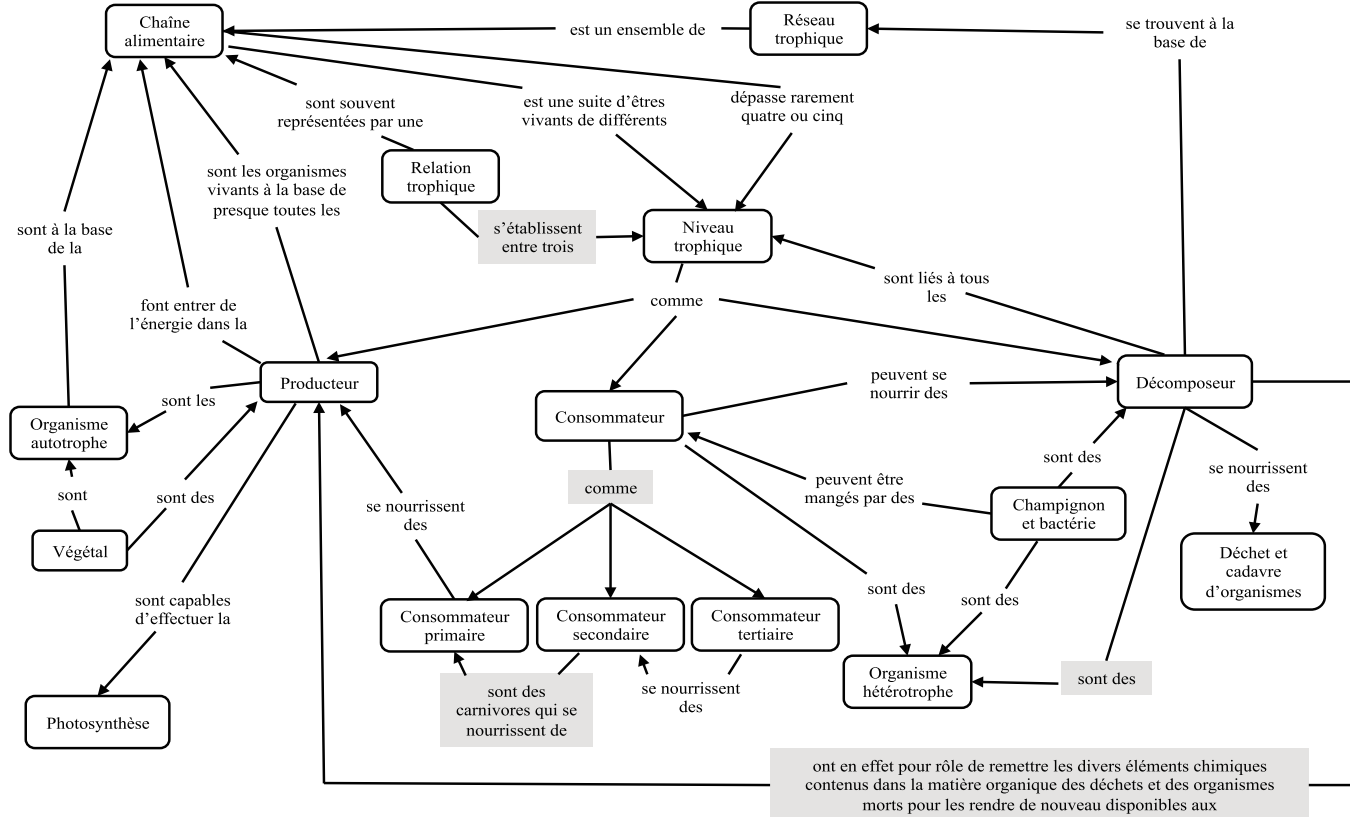 Chaîne
alimentaire
est un ensemble de
Réseau
trophique
se trouvent à la
base de
sont souvent
représentées par une
est une suite d’êtres
vivants de différents
dépasse rarement
quatre ou cinq
sont les organismes
vivants à la base de
presque toutes les
Relation
trophique
sont à la base
de la
s’établissent
entre trois
Niveau
trophique
sont liés à tous
les
font entrer de
l’énergie dans la
comme
Producteur
Consommateur
peuvent se
nourrir des
Décomposeur
sont les
Organisme
autotrophe
sont
sont des
Végétal
se nourrissent
des
comme
peuvent être
mangés par des
sont des
Champignon
et bactérie
se nourrissent
des
Déchet et
cadavre
d’organismes
sont capables
d’effectuer la
Consommateur
primaire
Consommateur
secondaire
Consommateur
tertiaire
sont des
sont des
Organisme
hétérotrophe
sont des
Photosynthèse
sont des
carnivores qui se
nourrissent de
se nourrissent
des
ont en effet pour rôle de remettre les divers éléments chimiques
contenus dans la matière organique des déchets et des organismes
morts pour les rendre de nouveau disponibles aux